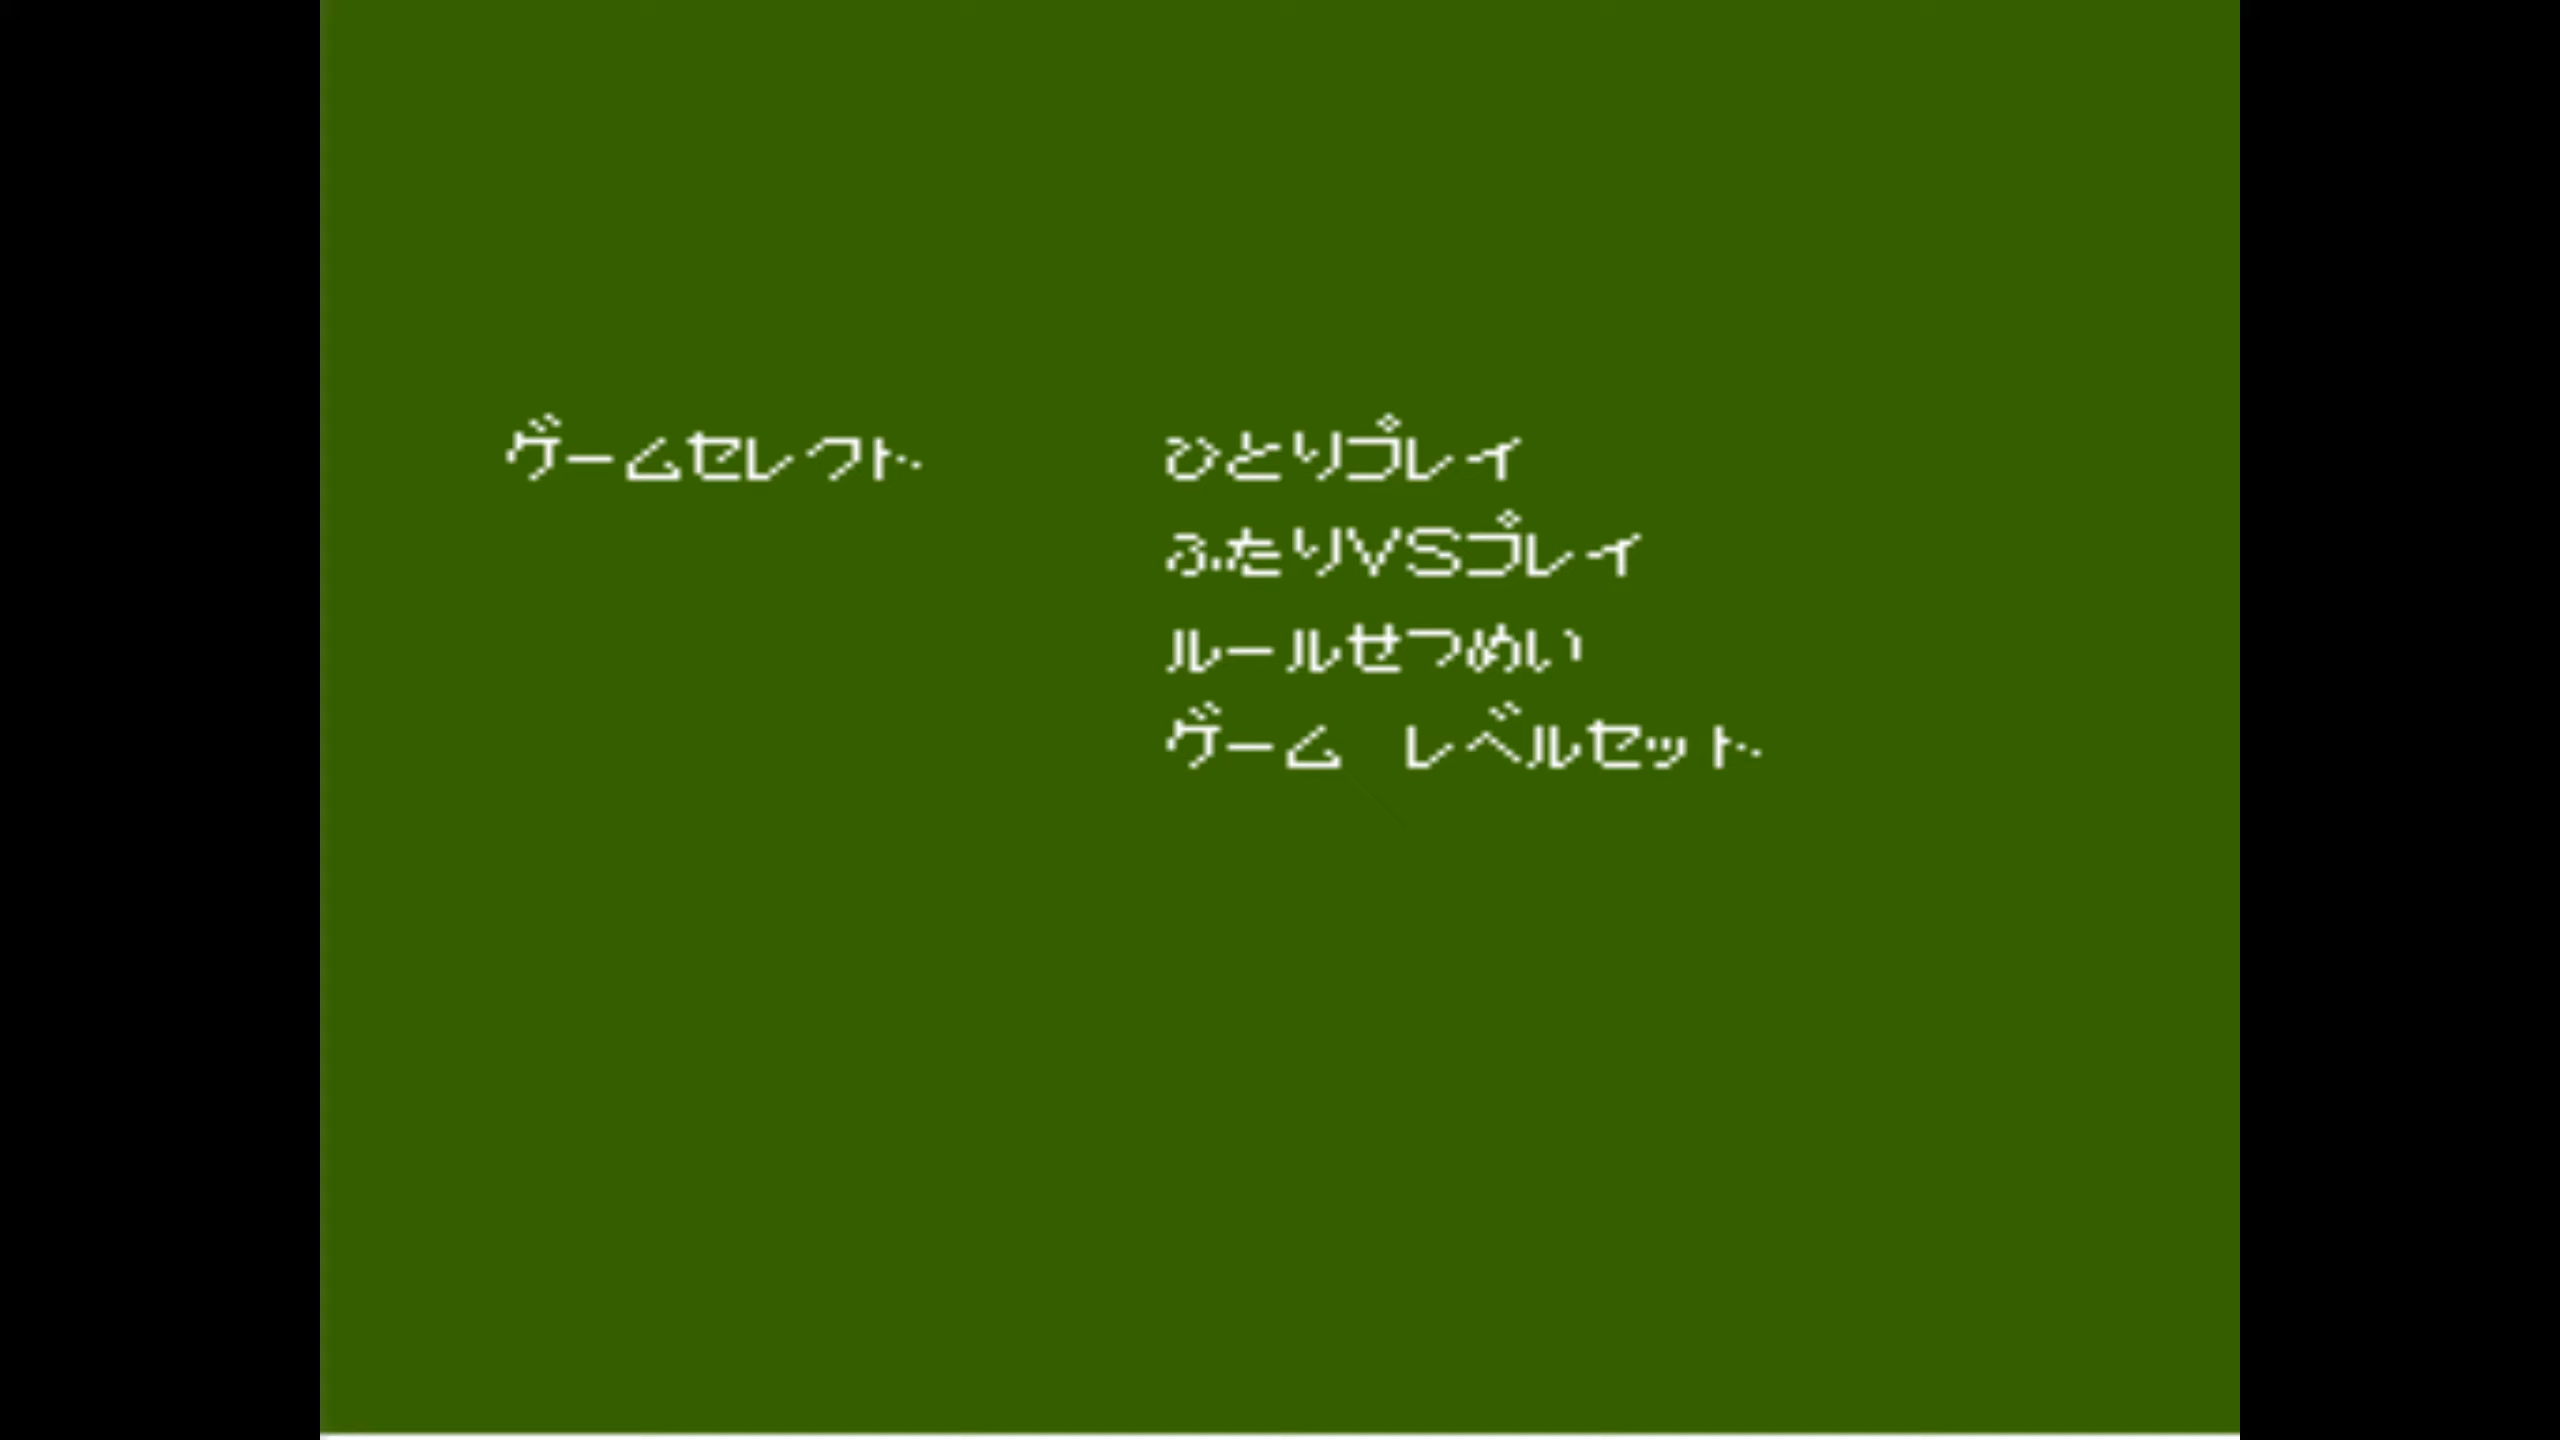 ゲームセレクト
ひとりプレイ
ふたりVSプレイ
ルールせつめい
ゲーム　レベルセット